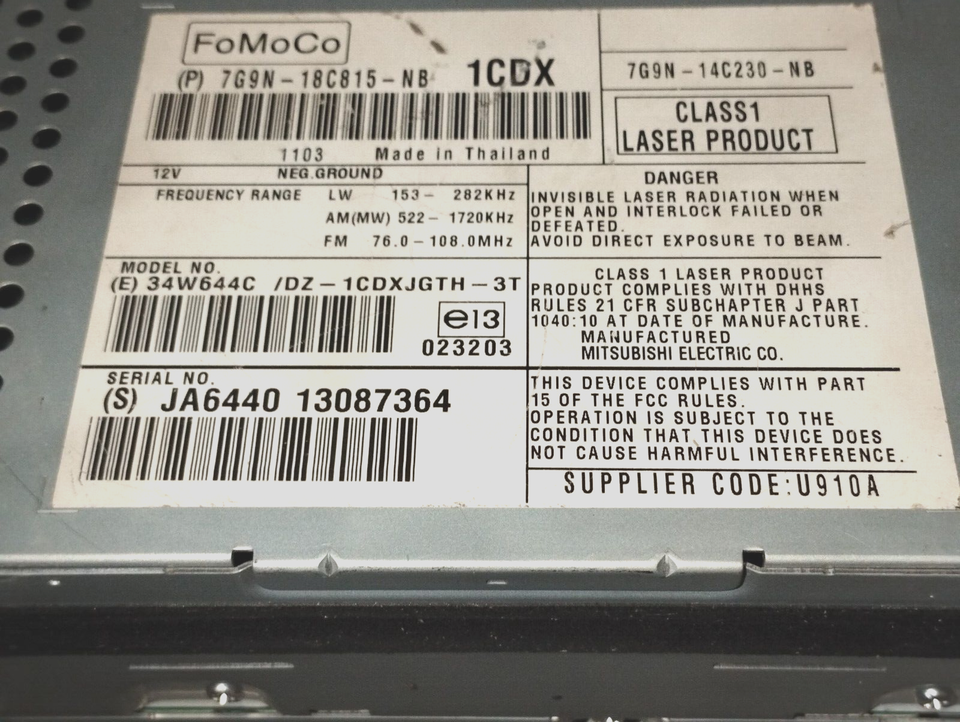 FoMoCo
(P) 7G9N-18C815-NB 1CDX
1103 Made in Thailand
7G9N-14C230-NB
CLASS1
LASER PRODUCT
12V NEG.GROUND
FREQUENCY RANGE LW 153- 282KHz
AM(MW) 522- 1720KHz
FM 76.0-108.0MHz
DANGER
INVISIBLE LASER RADIATION WHEN
OPEN AND INTERLOCK FAILED OR
DEFEATED.
AVOID DIRECT EXPOSURE TO BEAM.
MODEL NO.
(E) 34W644C /DZ-1CDXJGTH-3T
e13
023203
CLASS 1 LASER PRODUCT
PRODUCT COMPLIES WITH DHHS
RULES 21 CFR SUBCHAPTER J PART
1040:10 AT DATE OF MANUFACTURE.
MANUFACTURED
MITSUBISHI ELECTRIC CO.
SERIAL NO.
(S) JA6440 13087364
THIS DEVICE COMPLIES WITH PART
15 OF THE FCC RULES.
OPERATION IS SUBJECT TO THE
CONDITION THAT THIS DEVICE DOES
NOT CAUSE HARMFUL INTERFERENCE.
SUPPLIER CODE:U910A